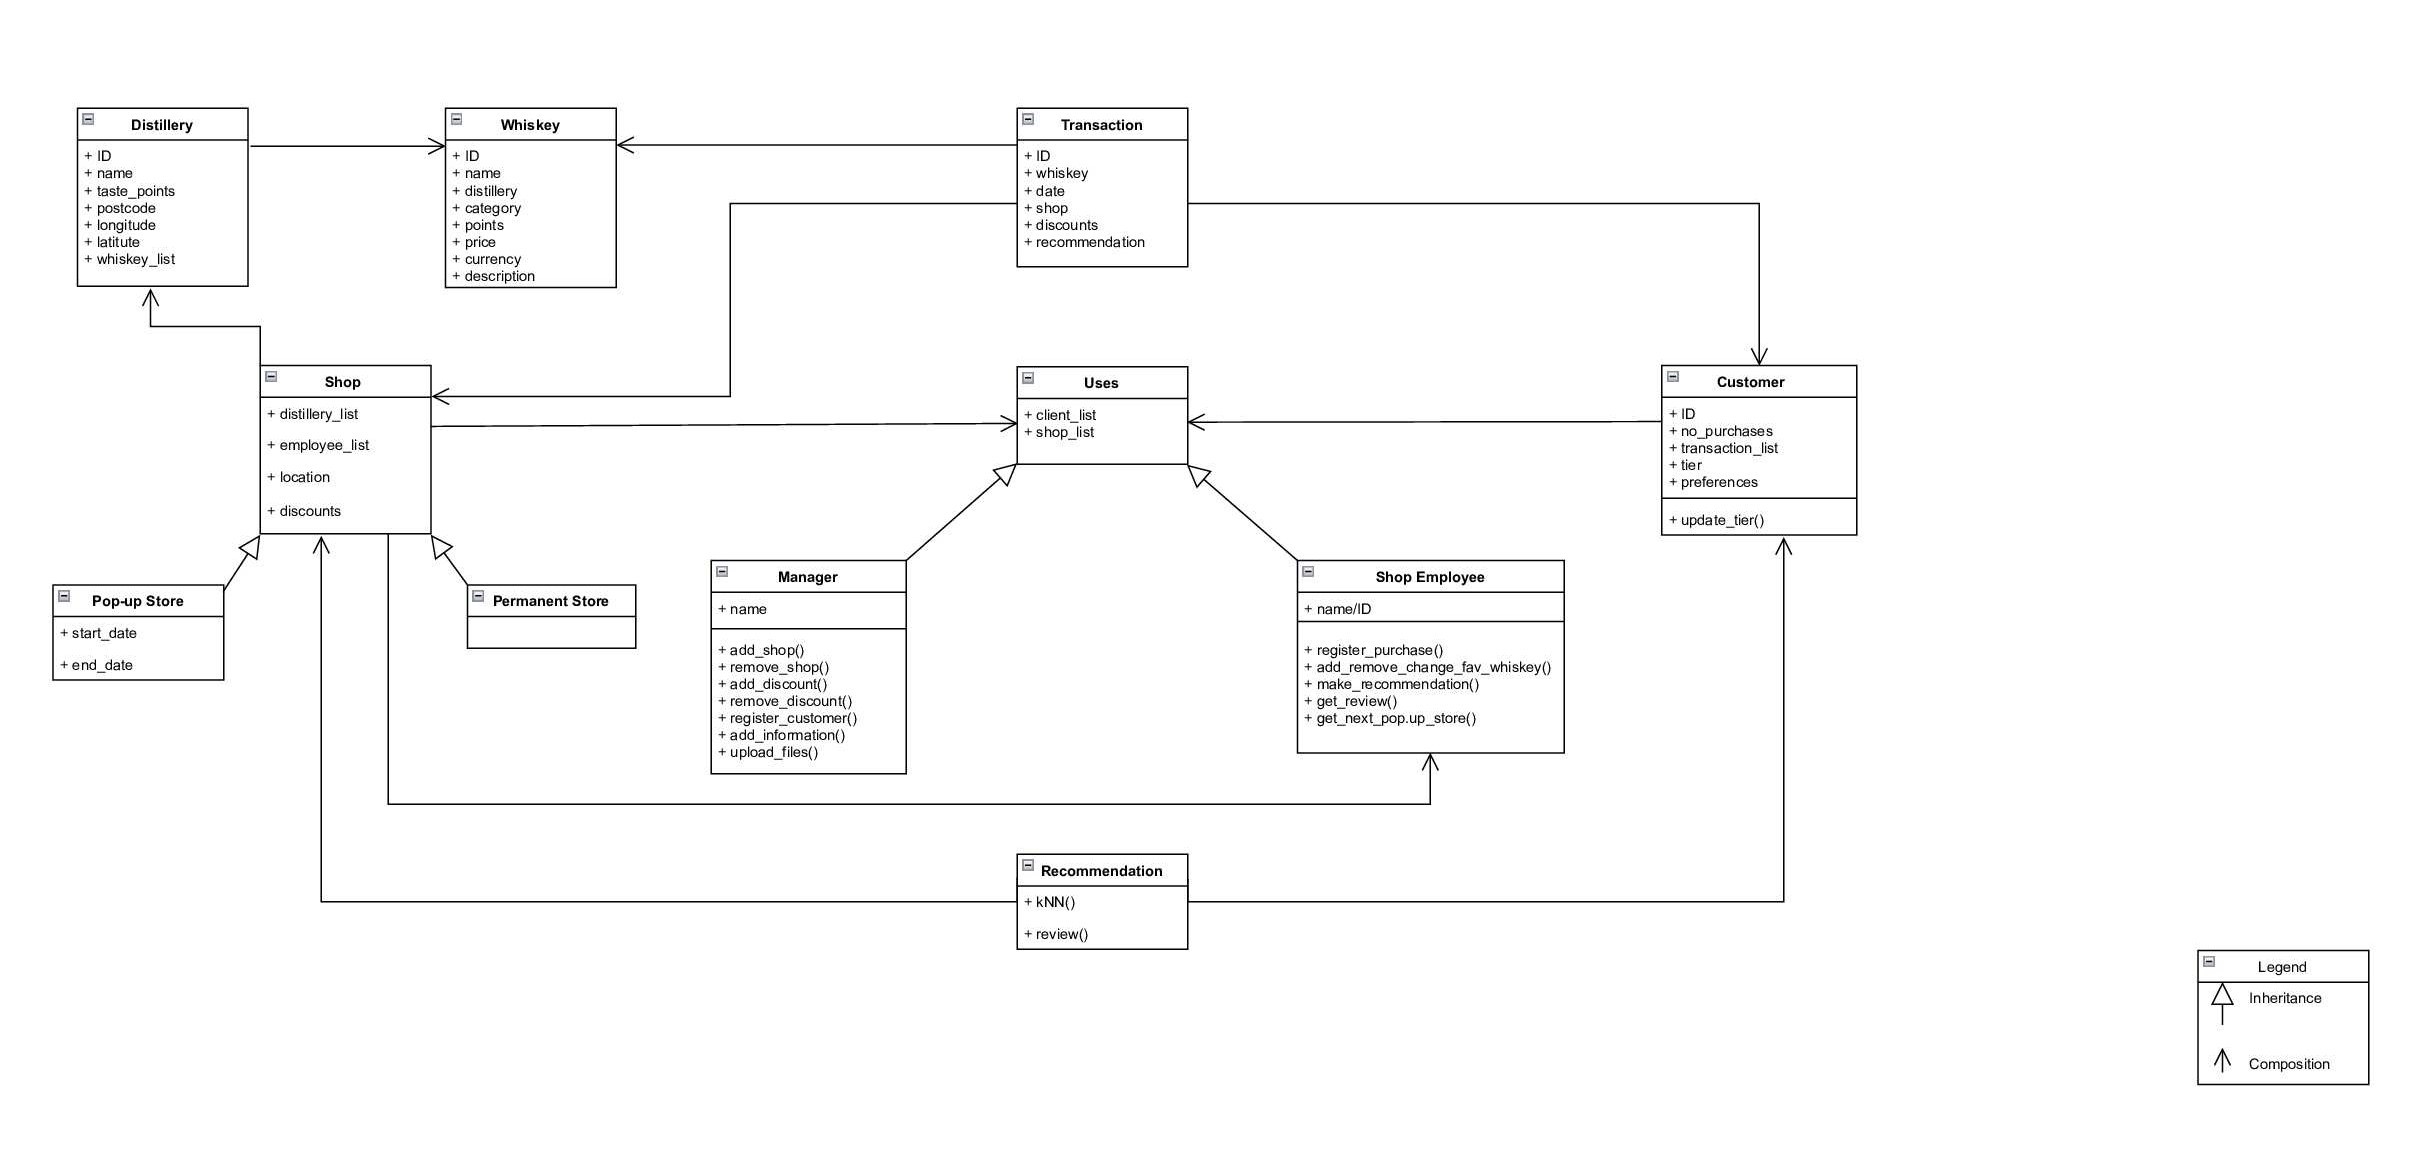 Distillery
+ ID
+ name
+ taste_points
+ postcode
+ longitude
+ latitute
+ whiskey_list
Whiskey
+ ID
+ name
+ distillery
+ category
+ points
+ price
+ currency
+ description
Transaction
+ ID
+ whiskey
+ date
+ shop
+ discounts
+ recommendation
Shop
+ distillery_list
+ employee_list
+ location
+ discounts
Uses
+ client_list
+ shop_list
Customer
+ ID
+ no_purchases
+ transaction_list
+ tier
+ preferences
+ update_tier()
Pop-up Store
+ start_date
+ end_date
Permanent Store
Manager
+ name
+ add_shop()
+ remove_shop()
+ add_discount()
+ remove_discount()
+ register_customer()
+ add_information()
+ upload_files()
Shop Employee
+ name/ID
+ register_purchase()
+ add_remove_change_fav_whiskey()
+ make_recommendation()
+ get_review()
+ get_next_pop.up_store()
Recommendation
+ kNN()
+ review()
Legend
Inheritance
Composition